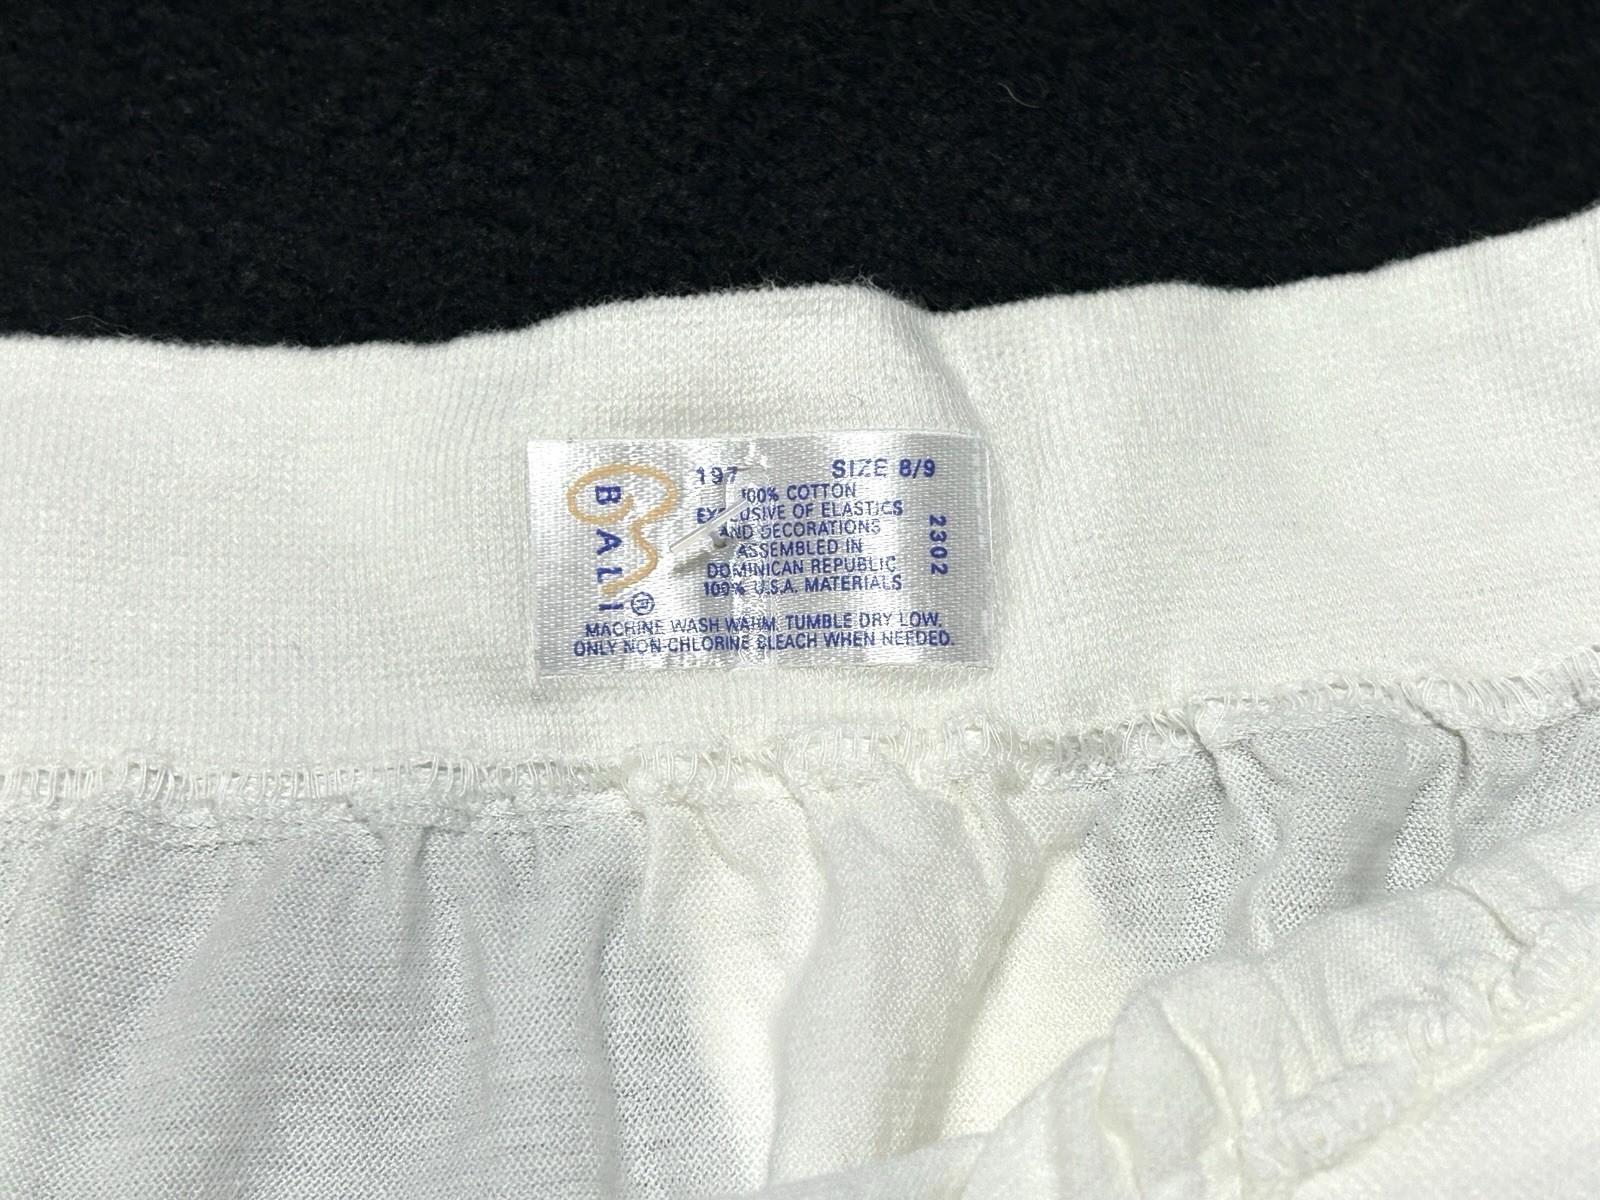 BALI®
197 SIZE 8/9
100% COTTON
EXCLUSIVE OF ELASTICS
AND DECORATIONS
ASSEMBLED IN
DOMINICAN REPUBLIC
100% U.S.A. MATERIALS
2302
MACHINE WASH WARM, TUMBLE DRY LOW.
ONLY NON-CHLORINE BLEACH WHEN NEEDED.